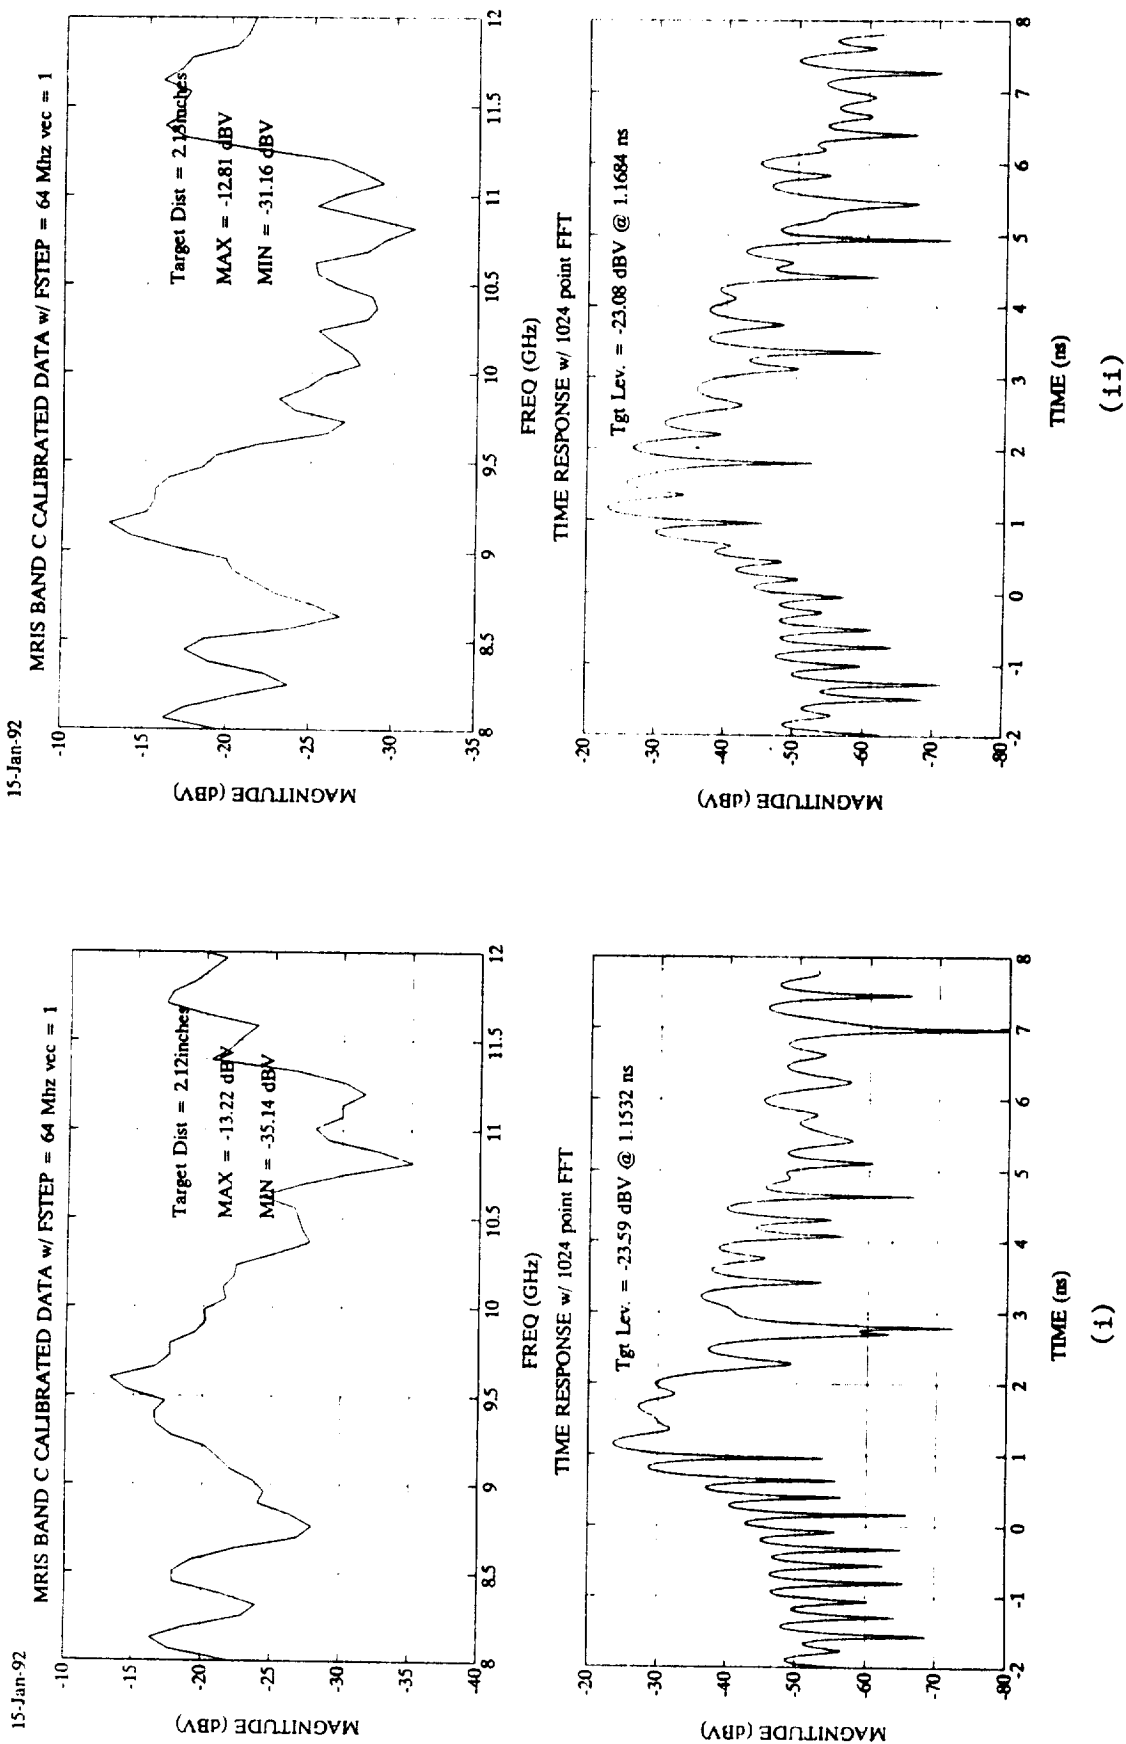 15-Jan-92
MRIS BAND C CALIBRATED DATA w/ FSTEP = 64 Mhz vec = 1
MAGNITUDE (dBV)
-10
-15
-20
-25
-30
-35
-40
Target Dist = 2.12inches
MAX = -13.22 dBV
MIN = -35.14 dBV
8
8.5
9
9.5
10
10.5
11
11.5
12
FREQ (GHz)
TIME RESPONSE w/ 1024 point FFT
MAGNITUDE (dBV)
-20
-30
-40
-50
-60
-70
-80
Tgt Lev. = -23.59 dBV @ 1.1532 ns
-2
-1
0
1
2
3
4
5
6
7
8
TIME (ns)
(i)
15-Jan-92
MRIS BAND C CALIBRATED DATA w/ FSTEP = 64 Mhz vec = 1
MAGNITUDE (dBV)
-10
-15
-20
-25
-30
-35
Target Dist = 2.13inches
MAX = -12.81 dBV
MIN = -31.16 dBV
8
8.5
9
9.5
10
10.5
11
11.5
12
FREQ (GHz)
TIME RESPONSE w/ 1024 point FFT
MAGNITUDE (dBV)
-20
-30
-40
-50
-60
-70
-80
Tgt Lev. = -23.08 dBV @ 1.1684 ns
-2
-1
0
1
2
3
4
5
6
7
8
TIME (ns)
(ii)